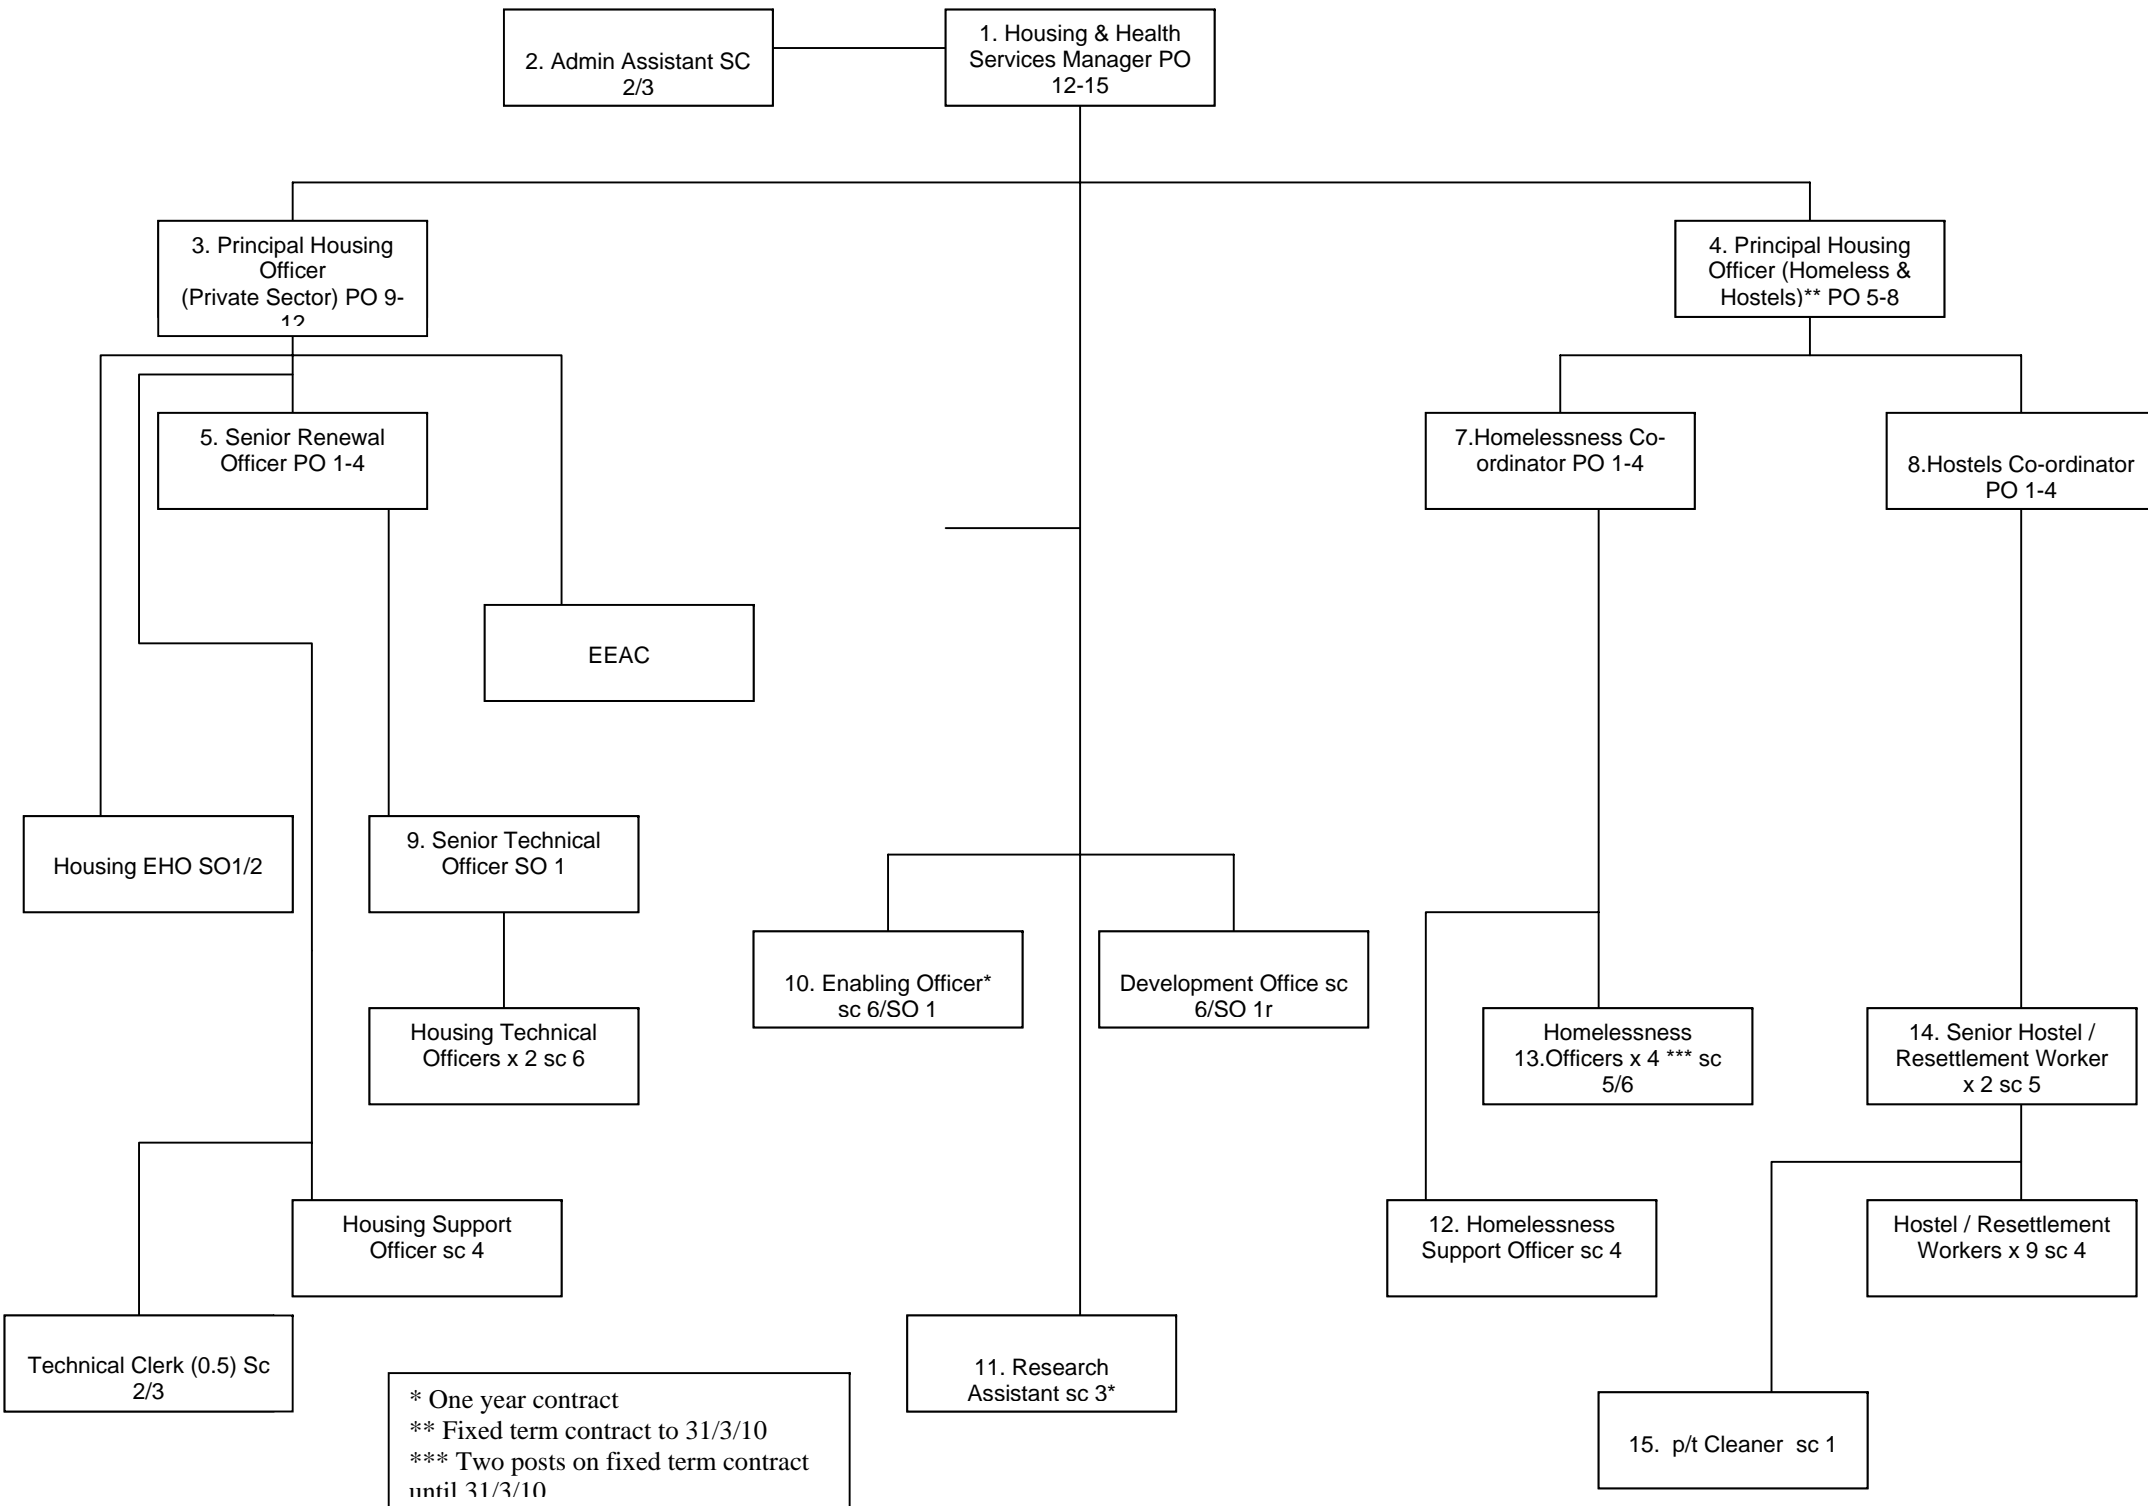 2. Admin Assistant SC
2/3
1. Housing & Health
Services Manager PO
12-15
3. Principal Housing
Officer
(Private Sector) PO 9-
12
4. Principal Housing
Officer (Homeless &
Hostels)** PO 5-8
5. Senior Renewal
Officer PO 1-4
7.Homelessness Co-
ordinator PO 1-4
8.Hostels Co-ordinator
PO 1-4
EEAC
Housing EHO SO1/2
9. Senior Technical
Officer SO 1
10. Enabling Officer*
sc 6/SO 1
Development Office sc
6/SO 1r
Housing Technical
Officers x 2 sc 6
Homelessness
13.Officers x 4 *** sc
5/6
14. Senior Hostel /
Resettlement Worker
x 2 sc 5
Housing Support
Officer sc 4
12. Homelessness
Support Officer sc 4
Hostel / Resettlement
Workers x 9 sc 4
Technical Clerk (0.5) Sc
2/3
11. Research
Assistant sc 3*
15.  p/t Cleaner  sc 1
* One year contract
** Fixed term contract to 31/3/10
*** Two posts on fixed term contract
until 31/3/10